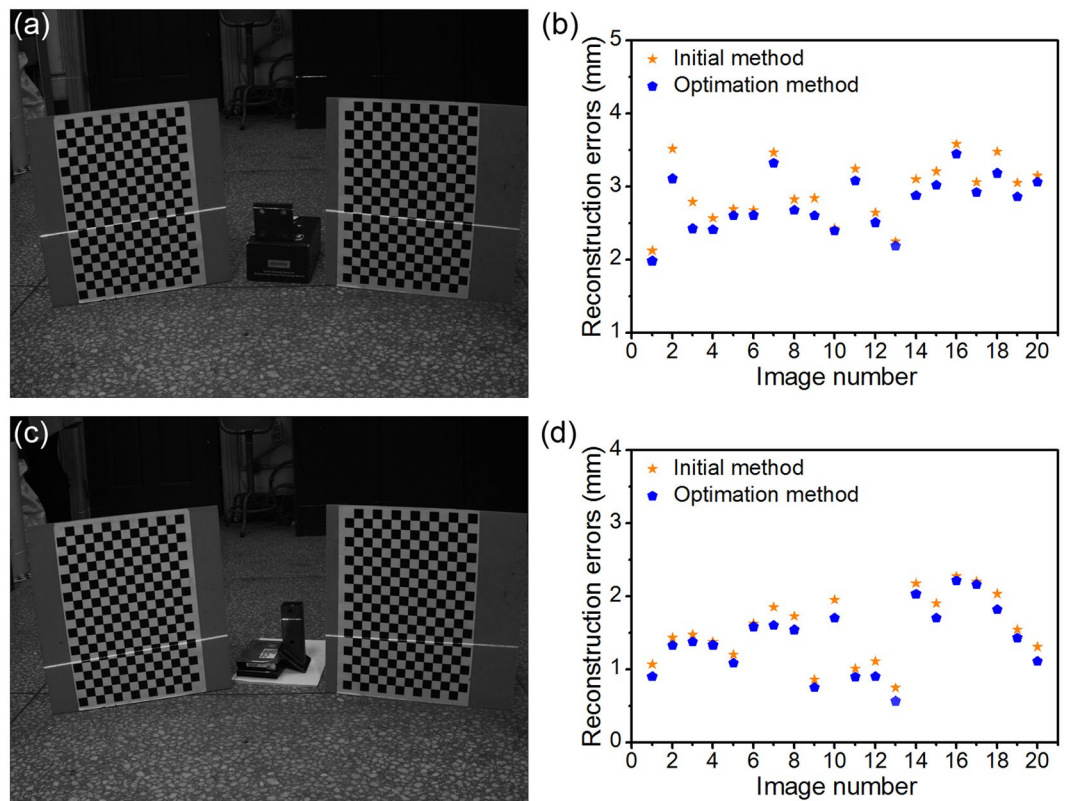 (a)
(b)
5
4
3
2
1
Reconstruction errors (mm)
Initial method
Optimation method
0 2 4 6 8 10 12 14 16 18 20
Image number
(c)
(d)
4
3
2
1
0
Reconstruction errors (mm)
Initial method
Optimation method
0 2 4 6 8 10 12 14 16 18 20
Image number